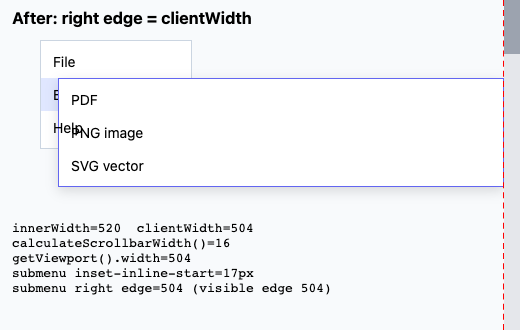 After: right edge = clientWidth
File
PDF
Help
PNG image
SVG vector
innerWidth=520  clientWidth=504
calculateScrollbarWidth()=16
getViewport().width=504
submenu inset-inline-start=17px
submenu right edge=504 (visible edge 504)